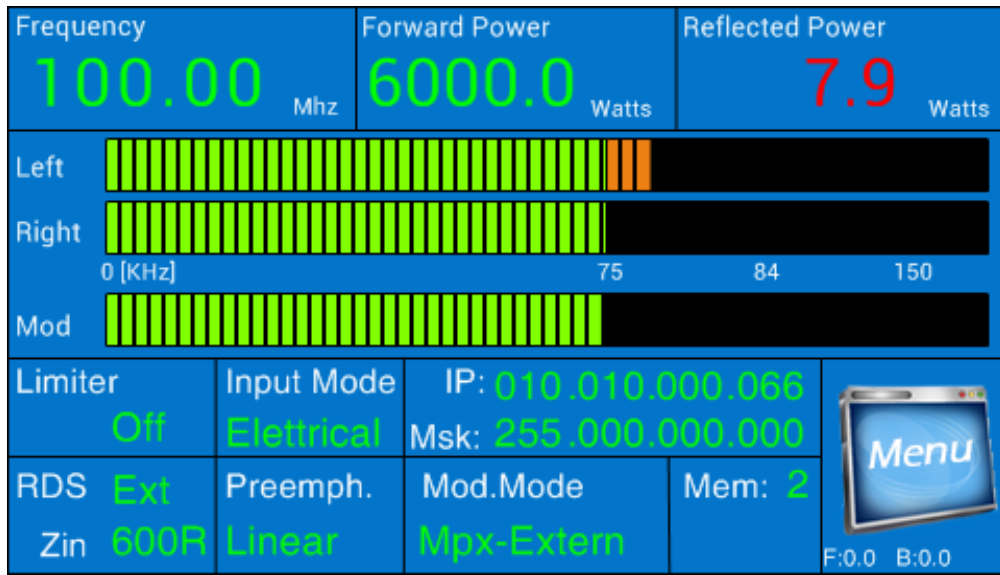 Frequency
100.00 Mhz
Forward Power
6000.0 Watts
Reflected Power
7.9 Watts
Left
Right
0 [KHz] 75 84 150
Mod
Limiter
Off
Input Mode
Elettrical
IP: 010.010.000.066
Msk: 255.000.000.000
RDS Ext
Zin 600R
Preemph.
Linear
Mod.Mode
Mpx-Extern
Mem: 2
Menu
F:0.0 B:0.0